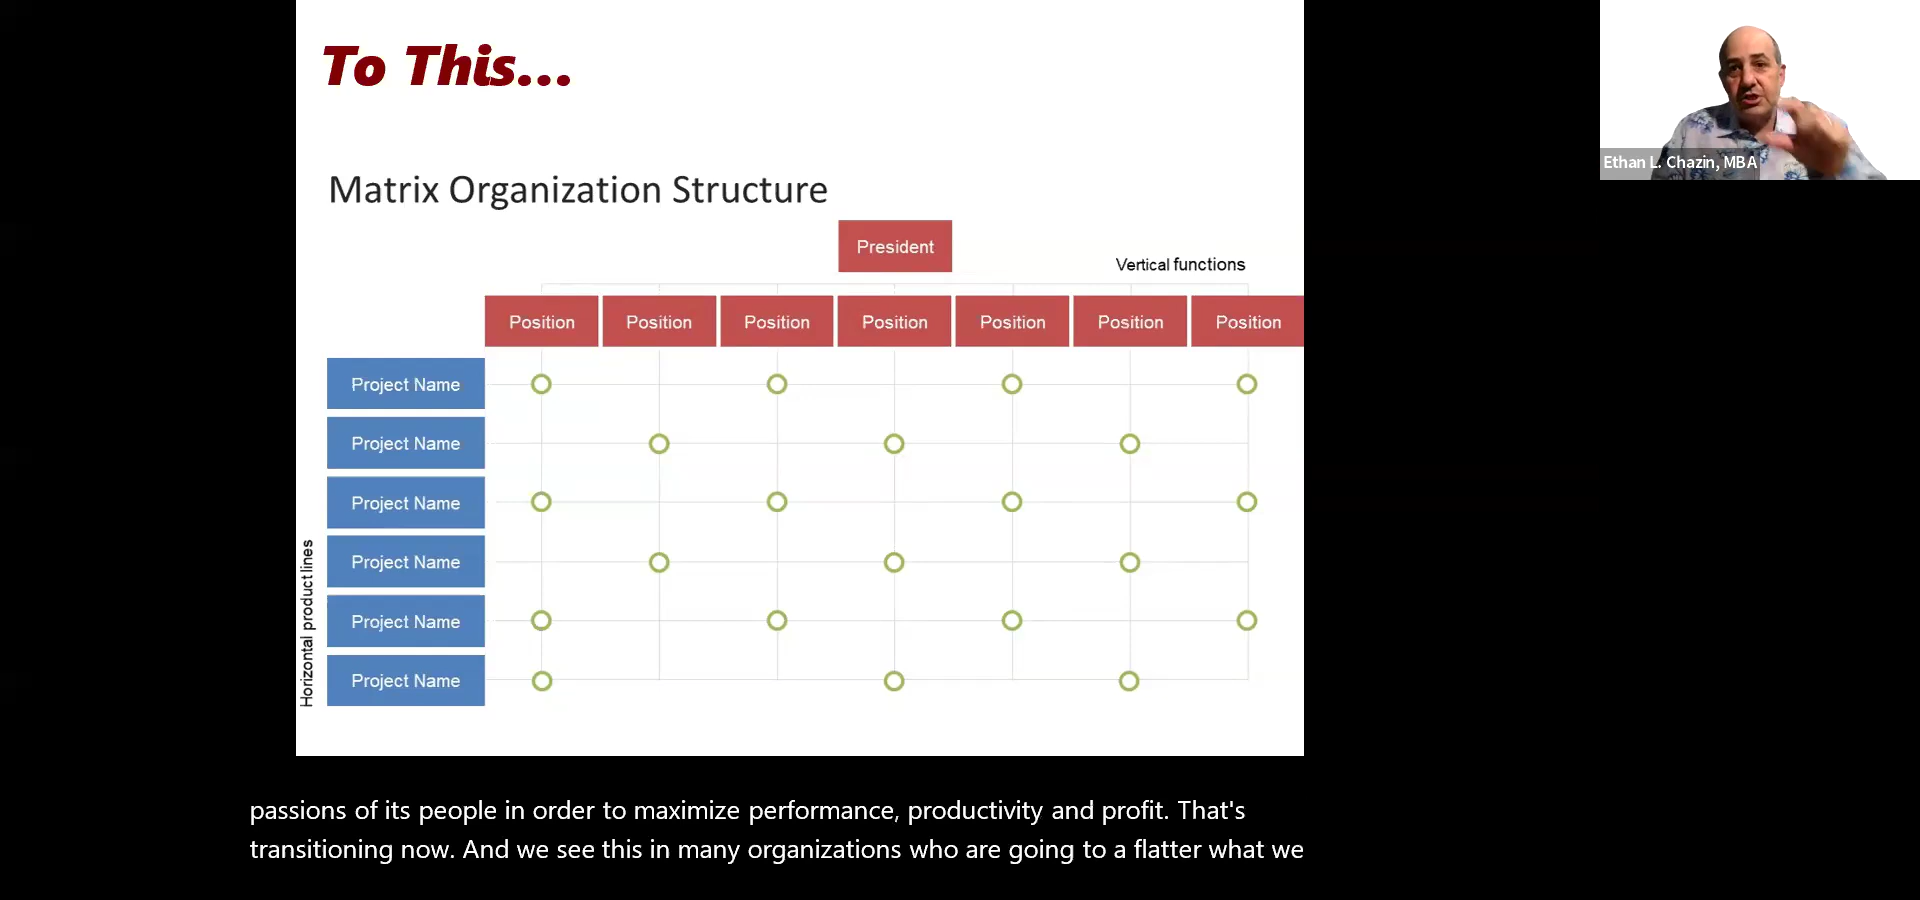 To This...
Ethan L. Chazin, MBA
Matrix Organization Structure
President
Vertical functions
Position Position Position Position Position Position Position
Project Name
Project Name
Project Name
Project Name
Project Name
Project Name
Horizontal product lines
passions of its people in order to maximize performance, productivity and profit. That's
transitioning now. And we see this in many organizations who are going to a flatter what we